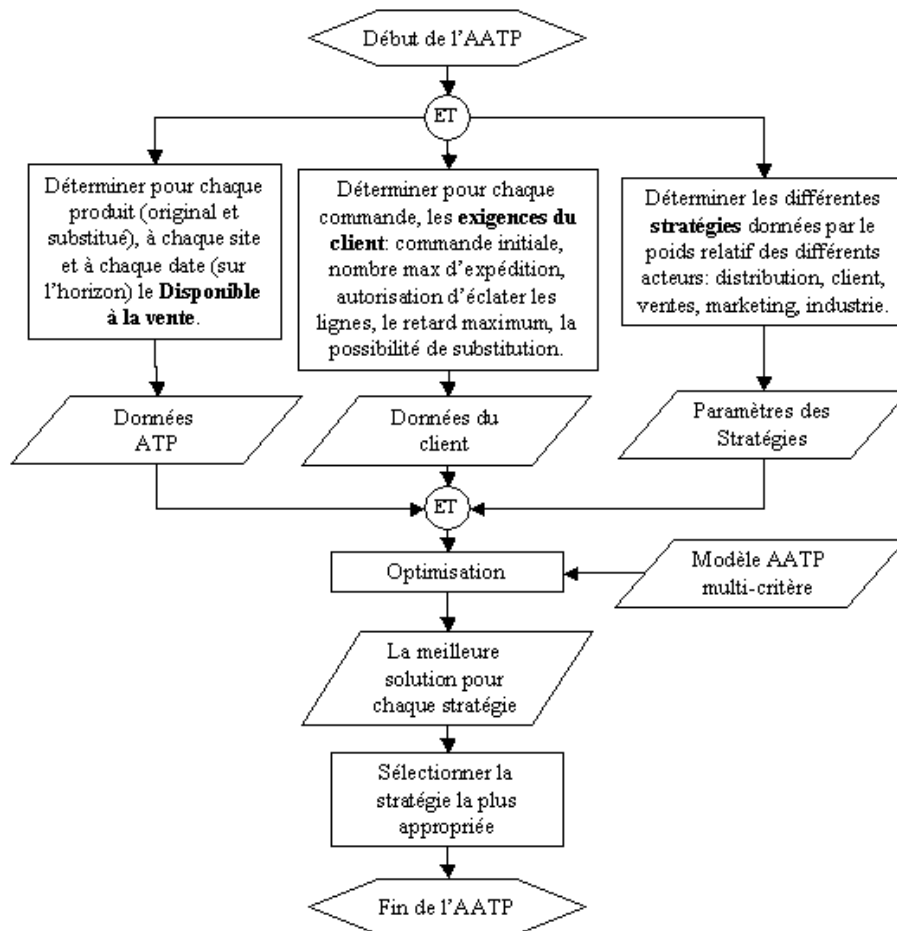 Début de l'AATP
ET
Déterminer pour chaque
produit (original et
substitué), à chaque site
et à chaque date (sur
l'horizon) le Disponible
à la vente.
Déterminer pour chaque
commande, les exigences du
client: commande initiale,
nombre max d'expédition,
autorisation d'éclater les
lignes, le retard maximum, la
possibilité de substitution.
Déterminer les différentes
stratégies données par le
poids relatif des différents
acteurs: distribution, client,
ventes, marketing, industrie.
Données
ATP
Données du
client
Paramètres des
Stratégies
ET
Optimisation
Modèle AATP
multi-critère
La meilleure
solution pour
chaque stratégie
Sélectionner la
stratégie la plus
appropriée
Fin de l'AATP